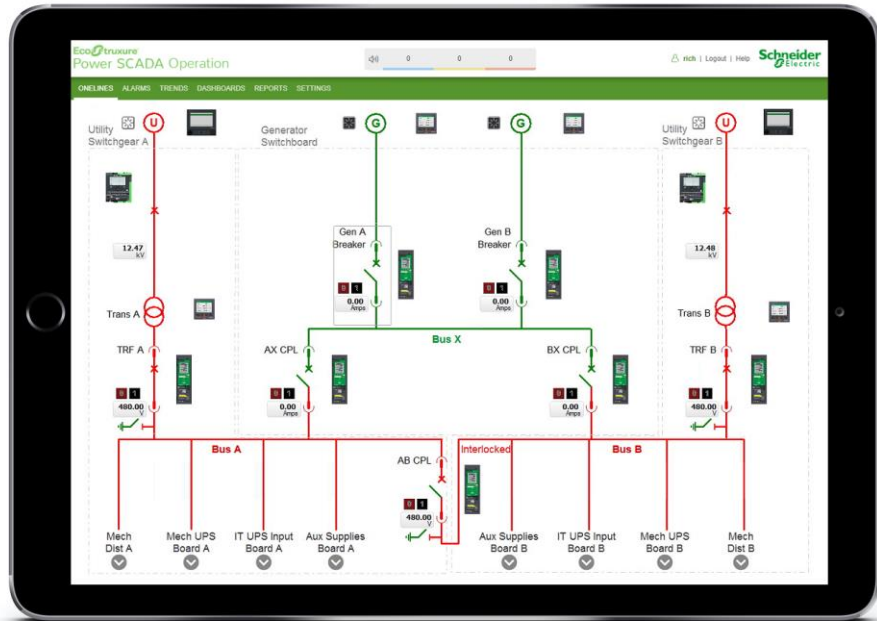 EcoStruxure
Power SCADA Operation
0 0 0
rich | Logout | Help
Schneider
Electric
ONELINES ALARMS TRENDS DASHBOARDS REPORTS SETTINGS
Utility
Switchgear A
U
Generator
Switchboard
G
G
Utility
Switchgear B
U
Gen A
Breaker
Gen B
Breaker
12.47
kV
12.48
kV
0 1
0,00
Amps
0 1
0,00
Amps
Trans A
Trans B
Bus X
TRF A
AX CPL
BX CPL
TRF B
0 1
480.00
V
0 1
0,00
Amps
0 1
0,00
Amps
0 1
480.00
V
Bus A
Interlocked
Bus B
AB CPL
0 1
480.00
V
Mech
Dist A
Mech UPS
Board A
IT UPS Input
Board A
Aux Supplies
Board A
Aux Supplies
Board B
IT UPS Input
Board B
Mech UPS
Board B
Mech
Dist B